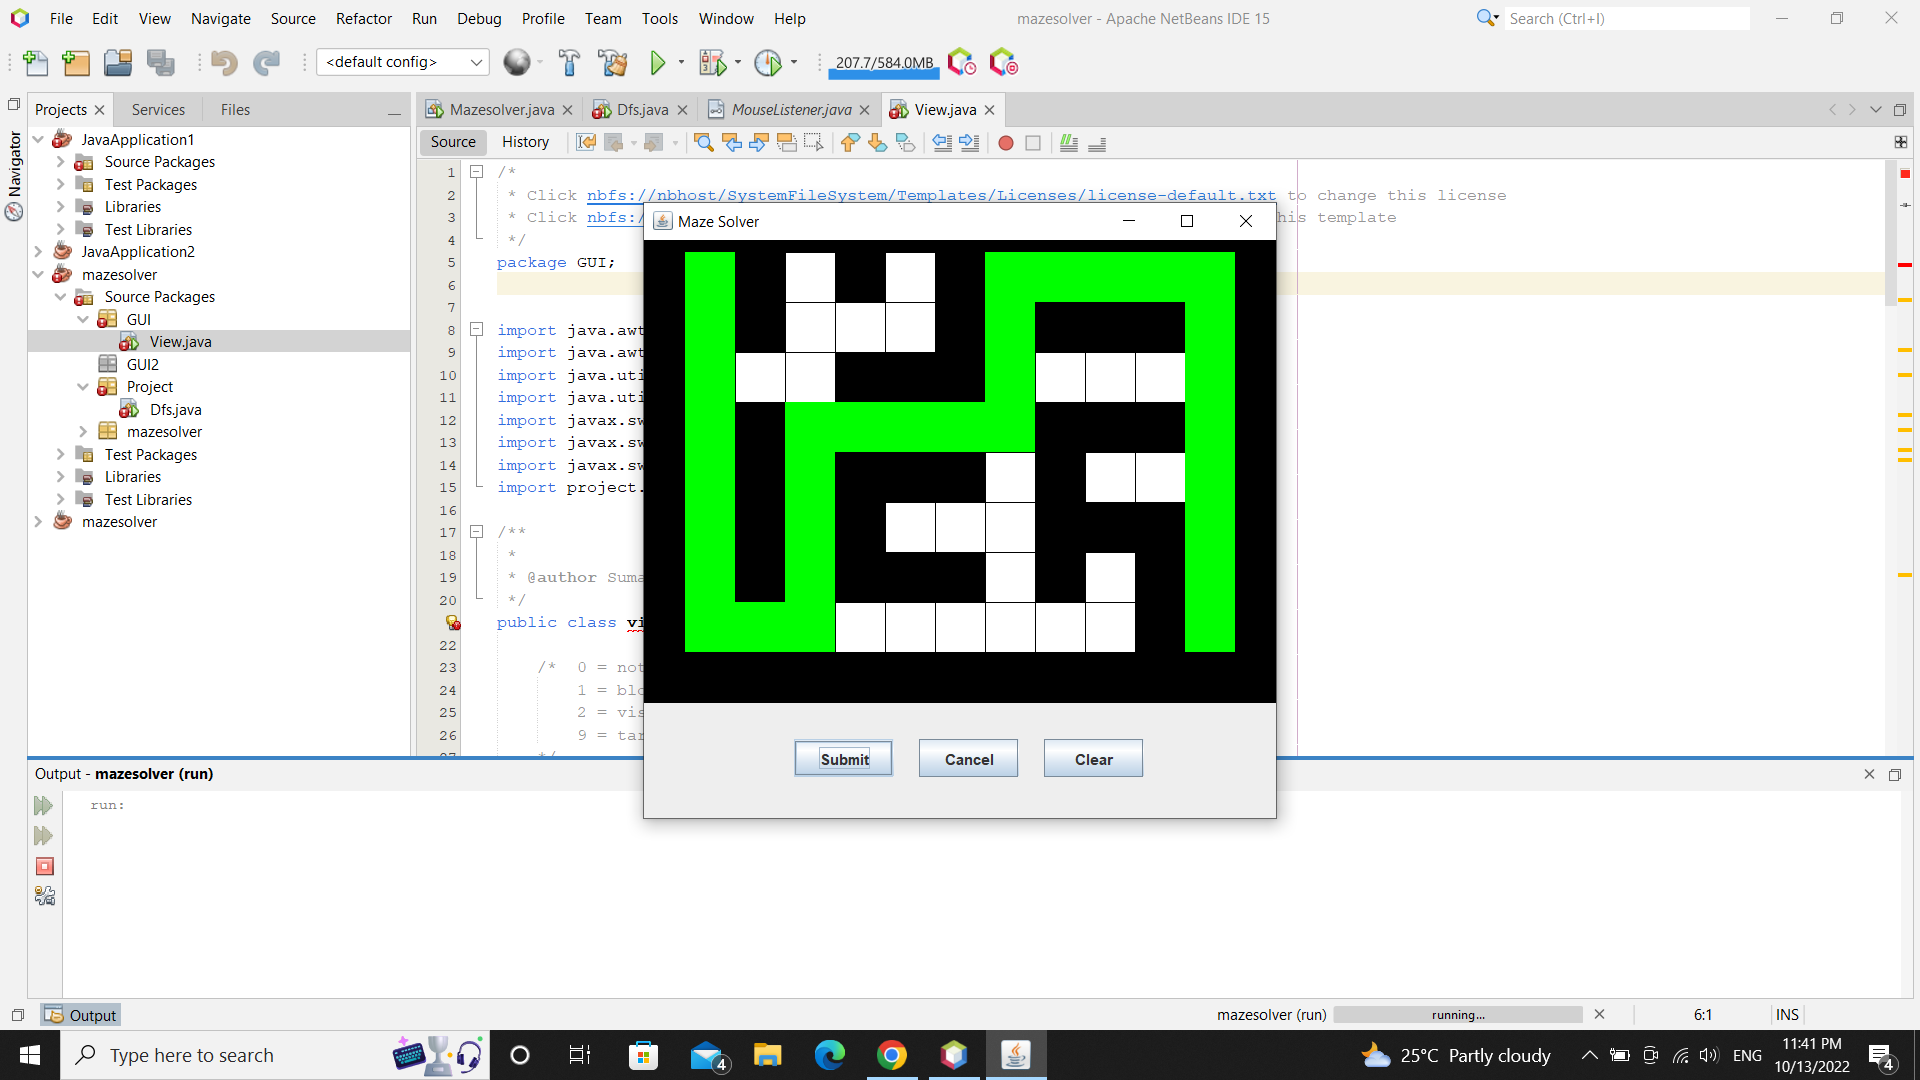 File Edit View Navigate Source Refactor Run Debug Profile Team Tools Window Help
mazesolver - Apache NetBeans IDE 15
Search (Ctrl+I)
<default config>
207.7/584.0MB
Projects
Services
Files
Mazesolver.java
Dfs.java
MouseListener.java
View.java
Navigator
JavaApplication1
Source Packages
Test Packages
Libraries
Test Libraries
JavaApplication2
mazesolver
Source Packages
GUI
View.java
GUI2
Project
Dfs.java
mazesolver
Test Packages
Libraries
Test Libraries
mazesolver
Source History
1 /*
2 * Click nbfs://nbhost/SystemFileSystem/Templates/Licenses/license-default.txt to change this license
3 * Click nbfs:/ his template
4 */
5 package GUI;
6
7
8 import java.awt
9 import java.awt
10 import java.uti
11 import java.uti
12 import javax.sw
13 import javax.sw
14 import javax.sw
15 import project.
16
17 /**
18 *
19 * @author Suma
20 */
public class vi
22
23 /* 0 = not
24 1 = blo
25 2 = vis
26 9 = tar
Maze Solver
Submit Cancel Clear
Output - mazesolver (run)
run:
Output
mazesolver (run)
running...
6:1
INS
Type here to search
4
25°C Partly cloudy
ENG
11:41 PM
10/13/2022
4